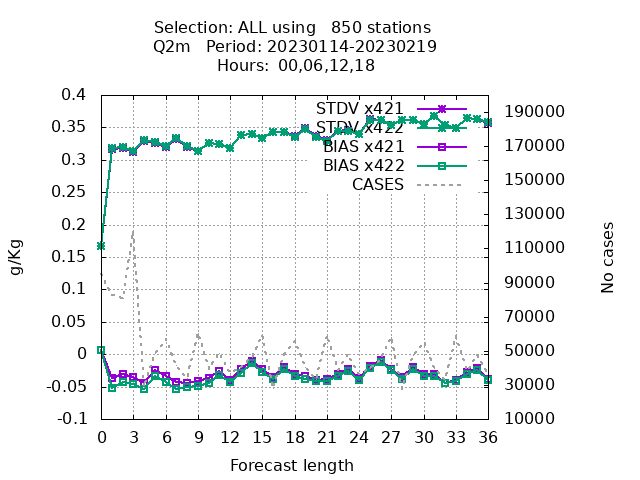 Selection: ALL using   850 stations
Q2m   Period: 20230114-20230219
Hours:  00,06,12,18
0.4
0.35
0.3
0.25
0.2
0.15
0.1
0.05
0
-0.05
-0.1
g/Kg
STDV x421
STDV x422
BIAS x421
BIAS x422
CASES
190000
170000
150000
130000
110000
90000
70000
50000
30000
10000
No cases
0 3 6 9 12 15 18 21 24 27 30 33 36
Forecast length